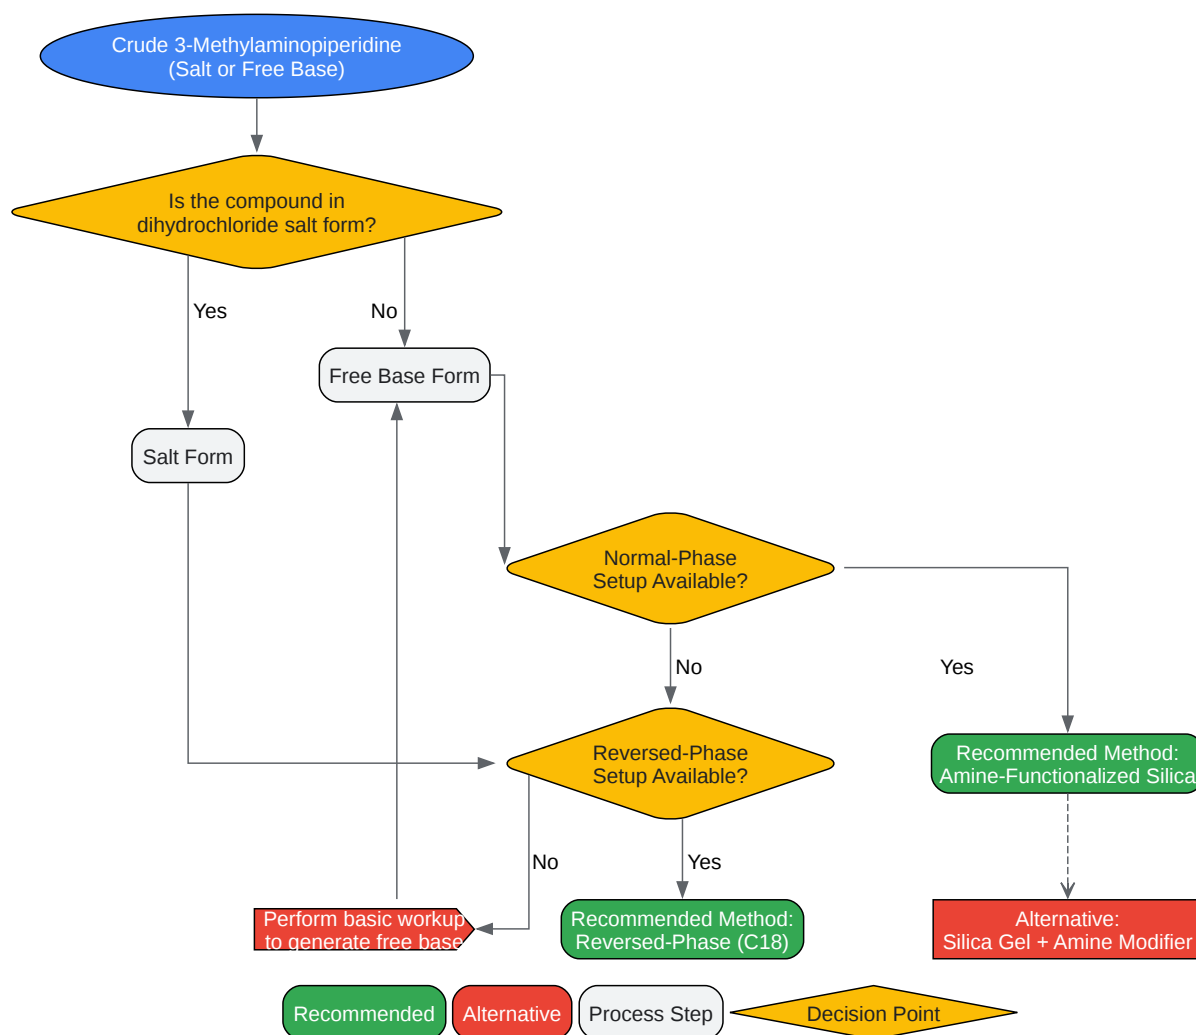 Crude 3-Methylaminopiperidine
(Salt or Free Base)
Is the compound in
dihydrochloride salt form?
Yes
No
Free Base Form
Salt Form
Normal-Phase
Setup Available?
No
Yes
Reversed-Phase
Setup Available?
Recommended Method:
Amine-Functionalized Silica
No
Yes
Perform basic workup
to generate free base
Recommended Method:
Reversed-Phase (C18)
Alternative:
Silica Gel + Amine Modifier
Recommended
Alternative
Process Step
Decision Point